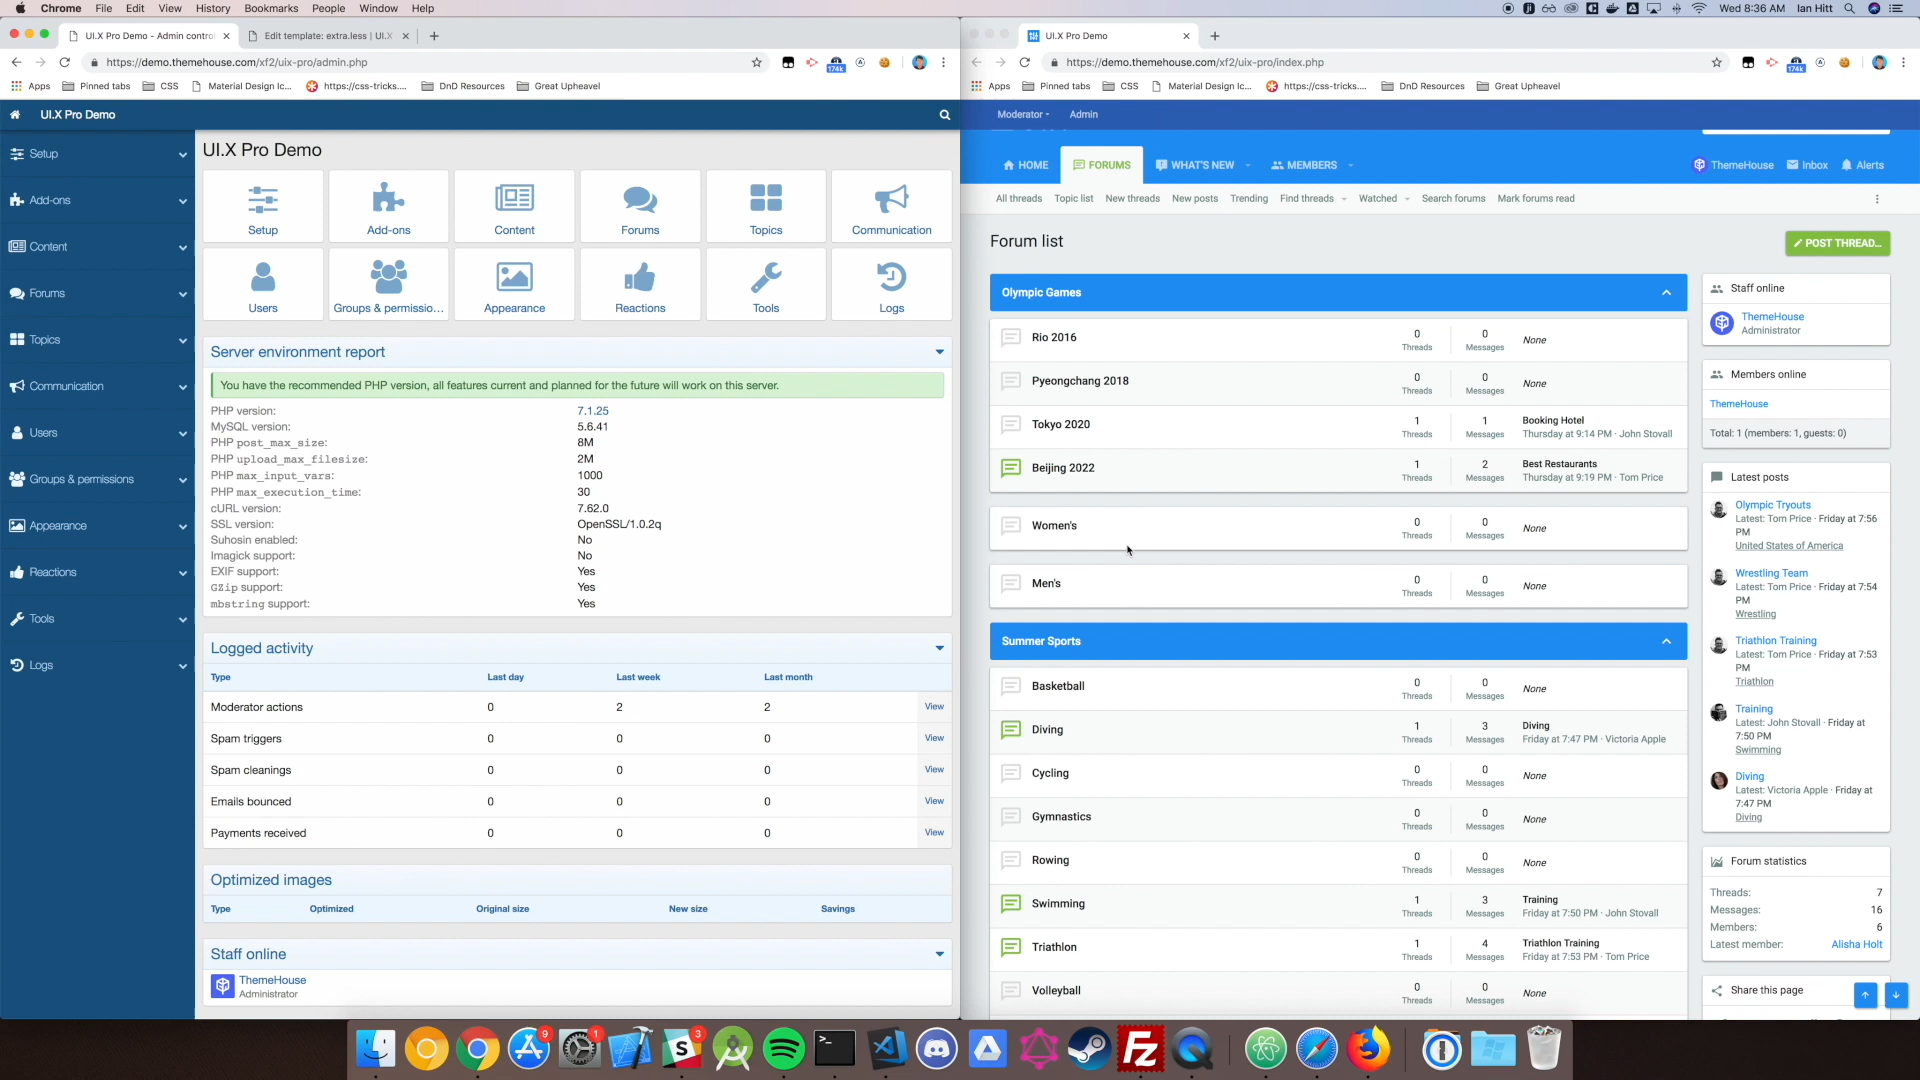 Chrome File Edit View History Bookmarks People Window Help
Wed 8:36 AM Ian Hitt
UI.X Pro Demo - Admin contro
Edit template: extra.less | UI.X
https://demo.themehouse.com/xf2/uix-pro/admin.php
174k
Apps Pinned tabs CSS Material Design Ic... https://css-tricks.... DnD Resources Great Upheavel
UI.X Pro Demo
Setup
Add-ons
Content
Forums
Topics
Communication
Users
Groups & permissions
Appearance
Reactions
Tools
Logs
UI.X Pro Demo
Setup Add-ons Content Forums Topics Communication
Users Groups & permissio... Appearance Reactions Tools Logs
Server environment report
You have the recommended PHP version, all features current and planned for the future will work on this server.
PHP version: 7.1.25
MySQL version: 5.6.41
PHP post_max_size: 8M
PHP upload_max_filesize: 2M
PHP max_input_vars: 1000
PHP max_execution_time: 30
cURL version: 7.62.0
SSL version: OpenSSL/1.0.2q
Suhosin enabled: No
Imagick support: No
EXIF support: Yes
GZip support: Yes
mbstring support: Yes
Logged activity
Type Last day Last week Last month
Moderator actions 0 2 2 View
Spam triggers 0 0 0 View
Spam cleanings 0 0 0 View
Emails bounced 0 0 0 View
Payments received 0 0 0 View
Optimized images
Type Optimized Original size New size Savings
Staff online
ThemeHouse
Administrator
UI.X Pro Demo
https://demo.themehouse.com/xf2/uix-pro/index.php
174k
Apps Pinned tabs CSS Material Design Ic... https://css-tricks.... DnD Resources Great Upheavel
Moderator Admin
HOME FORUMS WHAT'S NEW MEMBERS ThemeHouse Inbox Alerts
All threads Topic list New threads New posts Trending Find threads Watched Search forums Mark forums read
Forum list
POST THREAD...
Olympic Games
Rio 2016 0 Threads 0 Messages None
Pyeongchang 2018 0 Threads 0 Messages None
Tokyo 2020 1 Threads 1 Messages Booking Hotel
Thursday at 9:14 PM · John Stovall
Beijing 2022 1 Threads 2 Messages Best Restaurants
Thursday at 9:19 PM · Tom Price
Women's 0 Threads 0 Messages None
Men's 0 Threads 0 Messages None
Summer Sports
Basketball 0 Threads 0 Messages None
Diving 1 Threads 3 Messages Diving
Friday at 7:47 PM · Victoria Apple
Cycling 0 Threads 0 Messages None
Gymnastics 0 Threads 0 Messages None
Rowing 0 Threads 0 Messages None
Swimming 1 Threads 3 Messages Training
Friday at 7:50 PM · John Stovall
Triathlon 1 Threads 4 Messages Triathlon Training
Friday at 7:53 PM · Tom Price
Volleyball 0 Threads 0 Messages None
Staff online
ThemeHouse
Administrator
Members online
ThemeHouse
Total: 1 (members: 1, guests: 0)
Latest posts
Olympic Tryouts
Latest: Tom Price · Friday at 7:56
PM
United States of America
Wrestling Team
Latest: Tom Price · Friday at 7:54
PM
Wrestling
Triathlon Training
Latest: Tom Price · Friday at 7:53
PM
Triathlon
Training
Latest: John Stovall · Friday at
7:50 PM
Swimming
Diving
Latest: Victoria Apple · Friday at
7:47 PM
Diving
Forum statistics
Threads: 7
Messages: 16
Members: 6
Latest member: Alisha Holt
Share this page
9
1
3